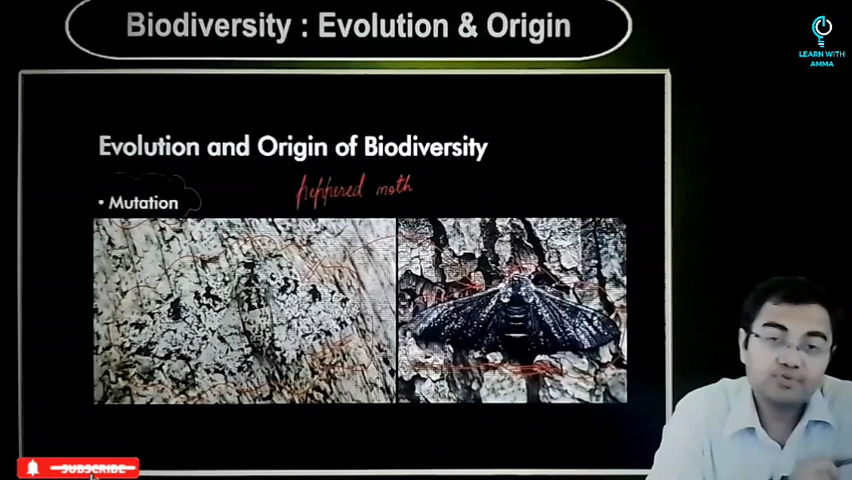 Biodiversity : Evolution & Origin
LEARN WITH
AMMA
Evolution and Origin of Biodiversity
peppered moth
• Mutation
SUBSCRIBE